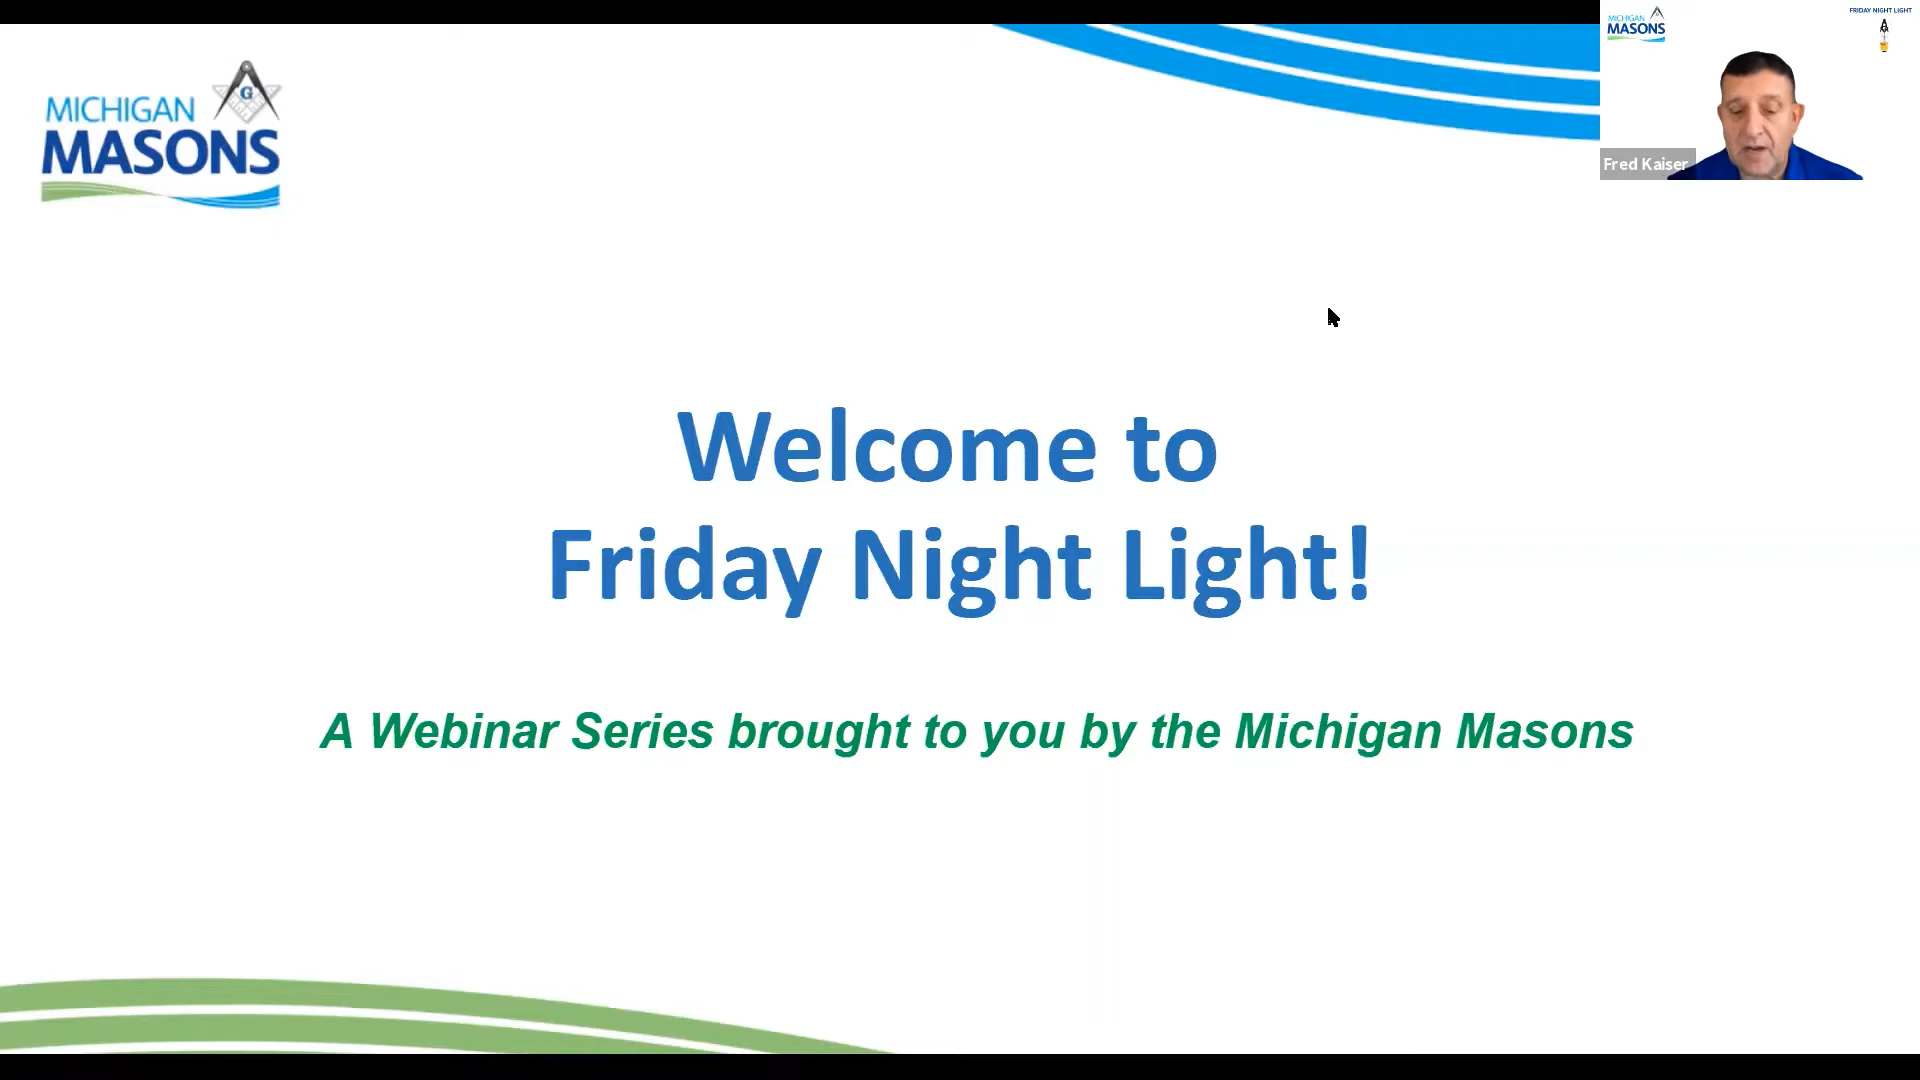 MICHIGAN
MASONS
G
MICHIGAN
MASONS
FRIDAY NIGHT LIGHT
Fred Kaiser
Welcome to
Friday Night Light!
A Webinar Series brought to you by the Michigan Masons